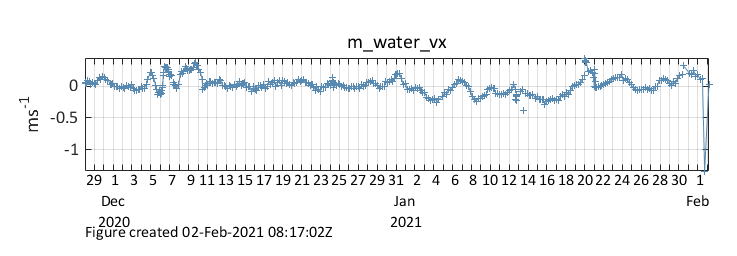 m_water_vx
ms-1
0
-0.5
-1
29 1 3 5 7 9 11 13 15 17 19 21 23 25 27 29 31 2 4 6 8 10 12 14 16 18 20 22 24 26 28 30 1
Dec Jan Feb
2020 2021
Figure created 02-Feb-2021 08:17:02Z